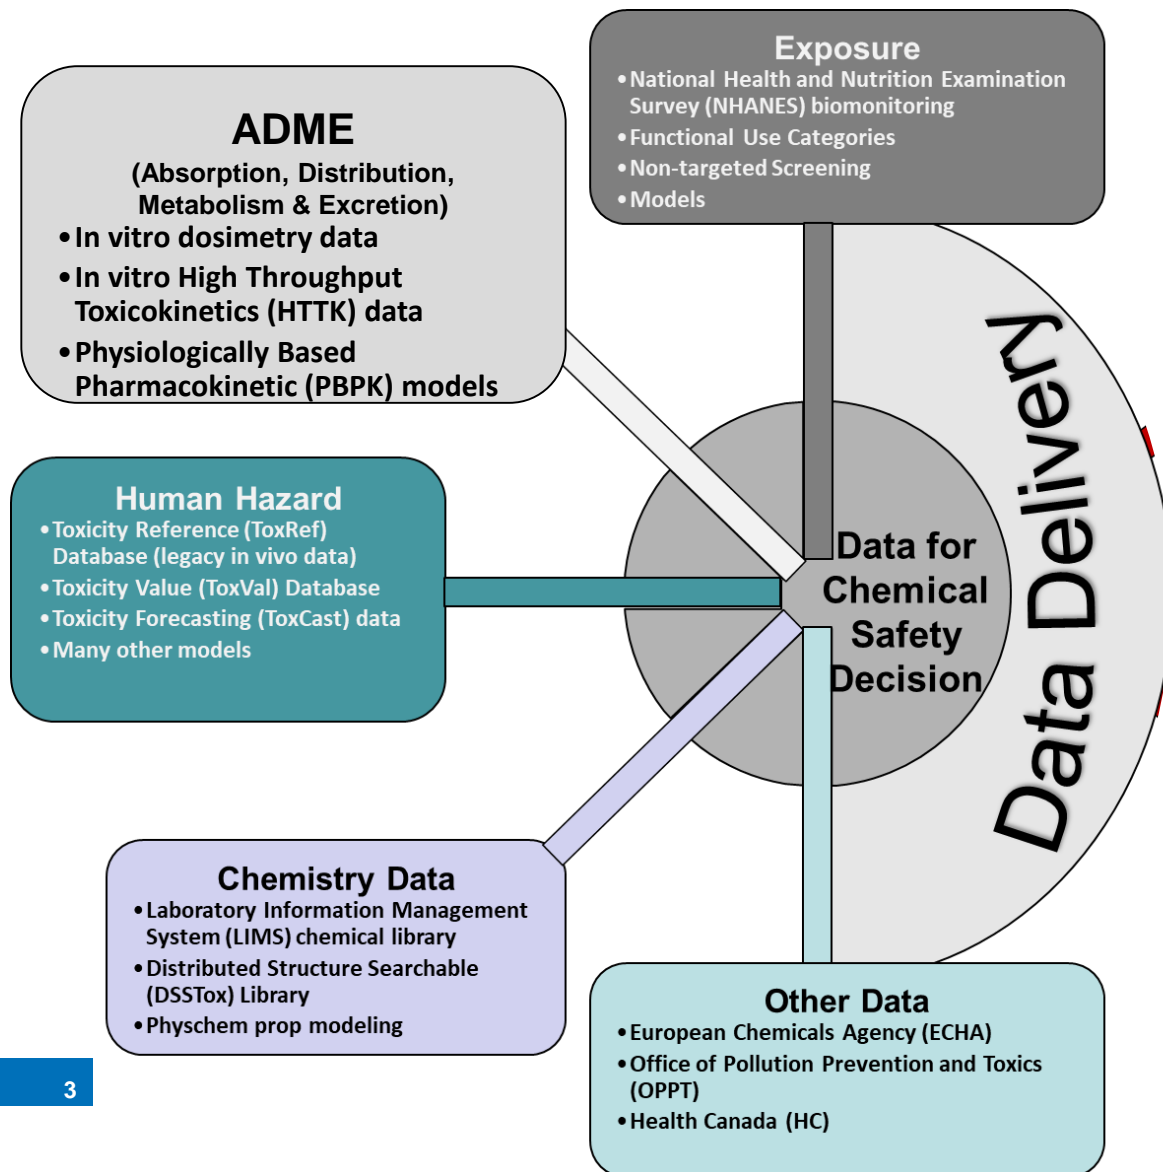 Exposure
•National Health and Nutrition Examination
Survey (NHANES) biomonitoring
•Functional Use Categories
•Non-targeted Screening
•Models
ADME
(Absorption, Distribution,
Metabolism & Excretion)
•In vitro dosimetry data
•In vitro High Throughput
Toxicokinetics (HTTK) data
•Physiologically Based
Pharmacokinetic (PBPK) models
Human Hazard
•Toxicity Reference (ToxRef)
Database (legacy in vivo data)
•Toxicity Value (ToxVal) Database
•Toxicity Forecasting (ToxCast) data
•Many other models
Data for
Chemical
Safety
Decision
Data Delivery
Chemistry Data
•Laboratory Information Management
System (LIMS) chemical library
•Distributed Structure Searchable
(DSSTox) Library
•Physchem prop modeling
Other Data
•European Chemicals Agency (ECHA)
•Office of Pollution Prevention and Toxics
(OPPT)
•Health Canada (HC)
3